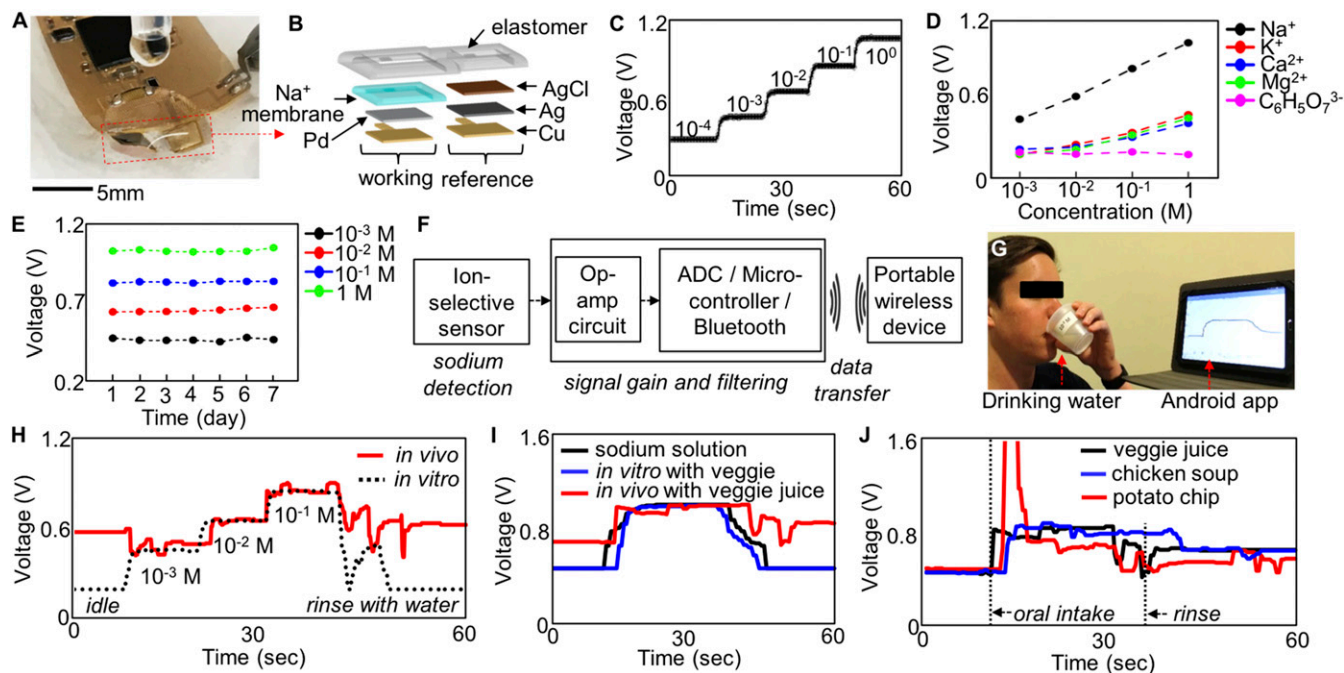 A
5mm
B
elastomer
Na⁺
membrane
Pd
AgCl
Ag
Cu
working
reference
C
Voltage (V)
1.2
0.6
0
10⁻⁴
10⁻³
10⁻²
10⁻¹
10⁰
0
30
60
Time (sec)
D
Voltage (V)
1.2
0.6
0
Na⁺
K⁺
Ca²⁺
Mg²⁺
C₆H₅O₇³⁻
10⁻³
10⁻²
10⁻¹
1
Concentration (M)
E
Voltage (V)
1.2
0.7
0.2
10⁻³ M
10⁻² M
10⁻¹ M
1 M
1 2 3 4 5 6 7
Time (day)
F
Ion-
selective
sensor
sodium
detection
Op-
amp
circuit
ADC / Micro-
controller /
Bluetooth
signal gain and filtering
data
transfer
Portable
wireless
device
G
Drinking water
Android app
H
Voltage (V)
1.2
0.6
0
in vivo
in vitro
10⁻³ M
10⁻² M
10⁻¹ M
idle
rinse with water
30
60
Time (sec)
I
Voltage (V)
1.6
0.8
0
sodium solution
in vitro with veggie
in vivo with veggie juice
0
30
60
Time (sec)
J
Voltage (V)
1.6
0.8
0
veggie juice
chicken soup
potato chip
oral intake
rinse
0
30
60
Time (sec)